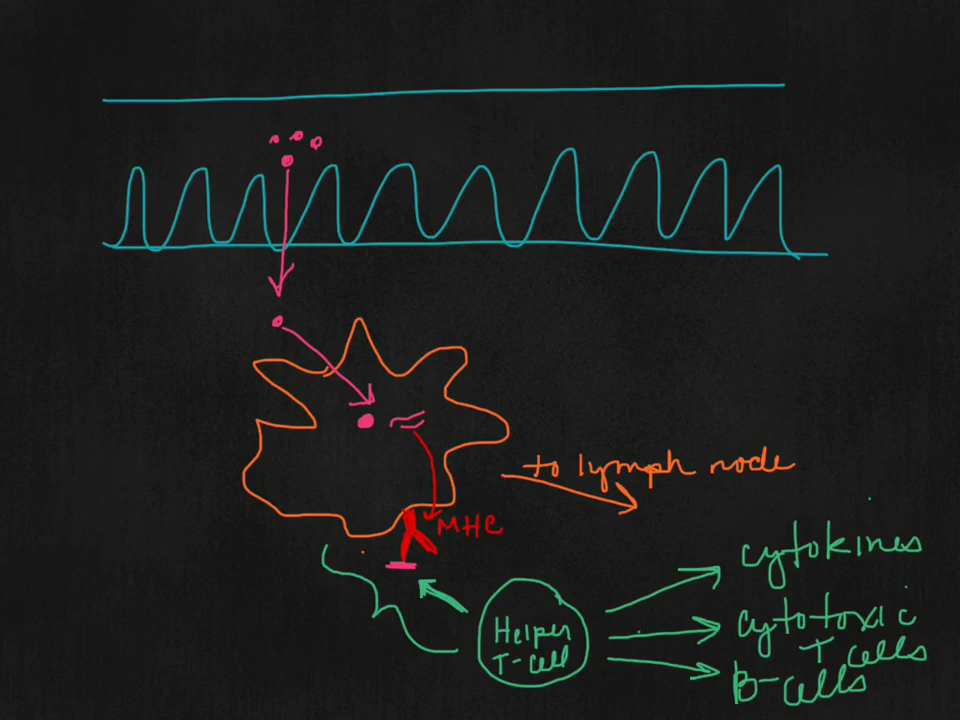 to lymph node
MHC
cytokines
Helper
T-cell
cytotoxic
T cells
B-cells